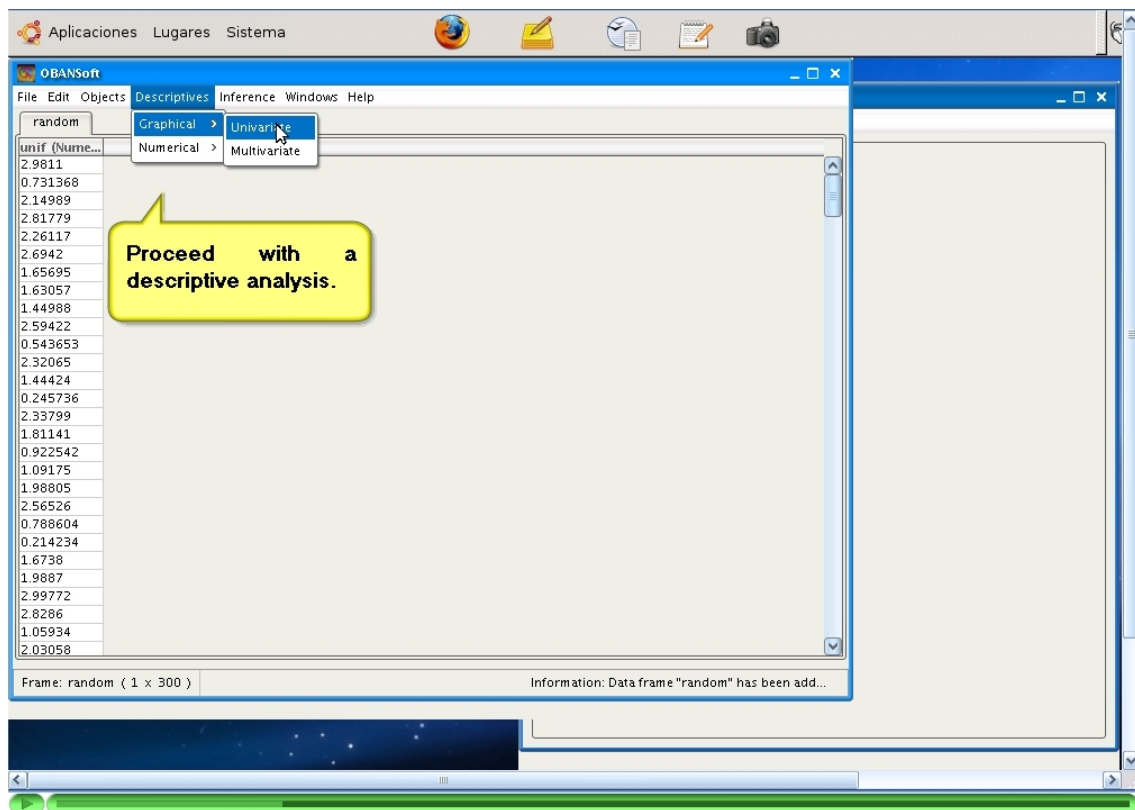 Aplicaciones Lugares Sistema
OBANSoft
File Edit Objects Descriptives Inference Windows Help
random
Graphical
Univariate
Numerical
Multivariate
unif (Nume...
2.9811
0.731368
2.14989
2.81779
2.26117
2.6942
1.65695
1.63057
1.44988
2.59422
0.543653
2.32065
1.44424
0.245736
2.33799
1.81141
0.922542
1.09175
1.98805
2.56526
0.788604
0.214234
1.6738
1.9887
2.99772
2.8286
1.05934
2.03058
Proceed with a
descriptive analysis.
Frame: random ( 1 x 300 )
Information: Data frame "random" has been add...